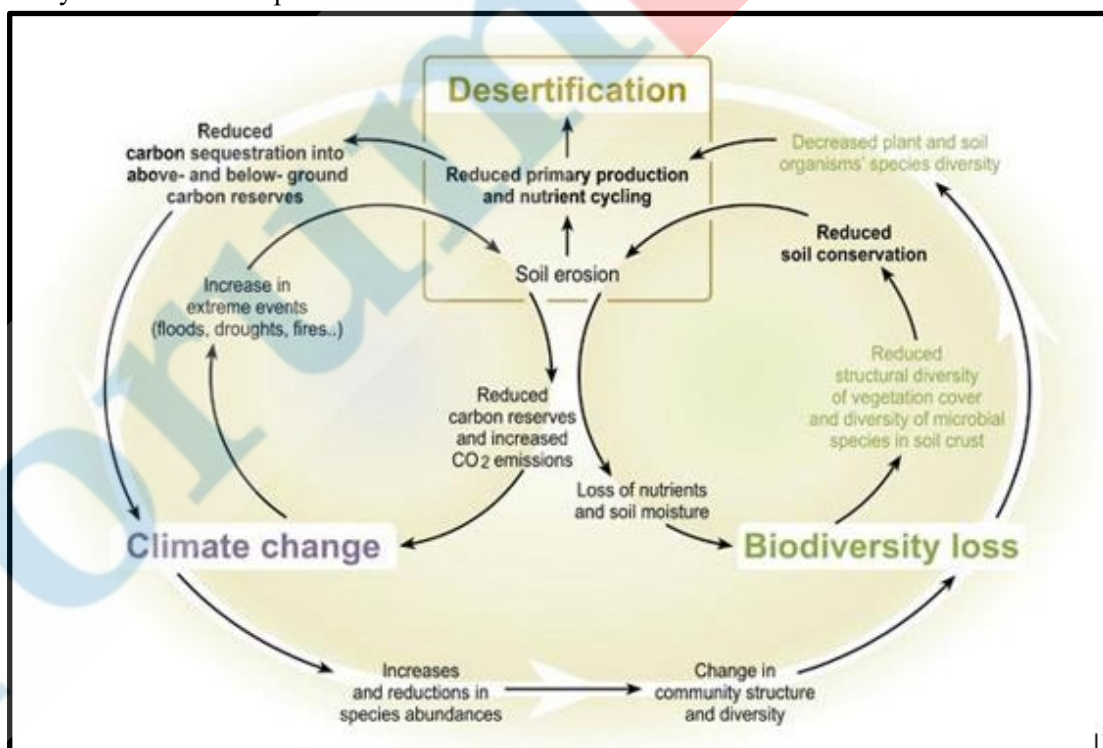 Desertification
Reduced
carbon sequestration into
above- and below- ground
carbon reserves
Reduced primary production
and nutrient cycling
Decreased plant and soil
organisms' species diversity
Reduced
soil conservation
Soil erosion
Increase in
extreme events
(floods, droughts, fires..)
Reduced
structural diversity
of vegetation cover
and diversity of microbial
species in soil crust
Reduced
carbon reserves
and increased
CO2 emissions
Loss of nutrients
and soil moisture
Climate change
Biodiversity loss
Increases
and reductions in
species abundances
Change in
community structure
and diversity